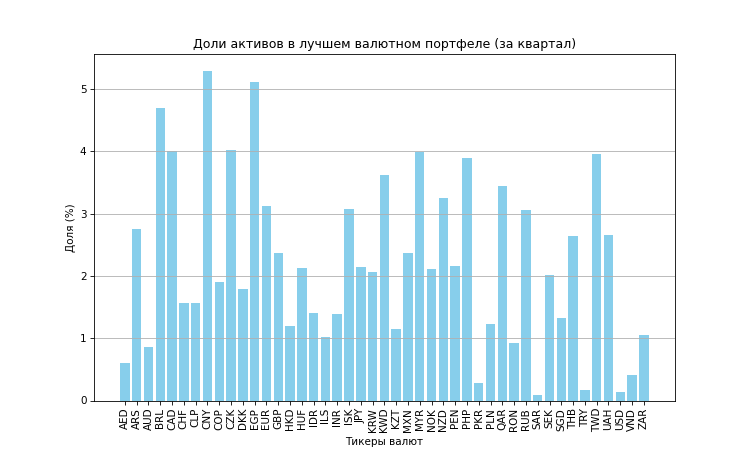 Доли активов в лучшем валютном портфеле (за квартал)
Доля (%)
5
4
3
2
1
0
AED ARS AUD BRL CAD CHF CLP CNY COP CZK DKK EGP EUR GBP HKD HUF IDR ILS INR ISK JPY KRW KWD KZT MXN MYR NOK NZD PEN PHP PKR PLN QAR RON RUB SAR SEK SGD THB TRY TWD UAH USD VND ZAR
Тикеры валют